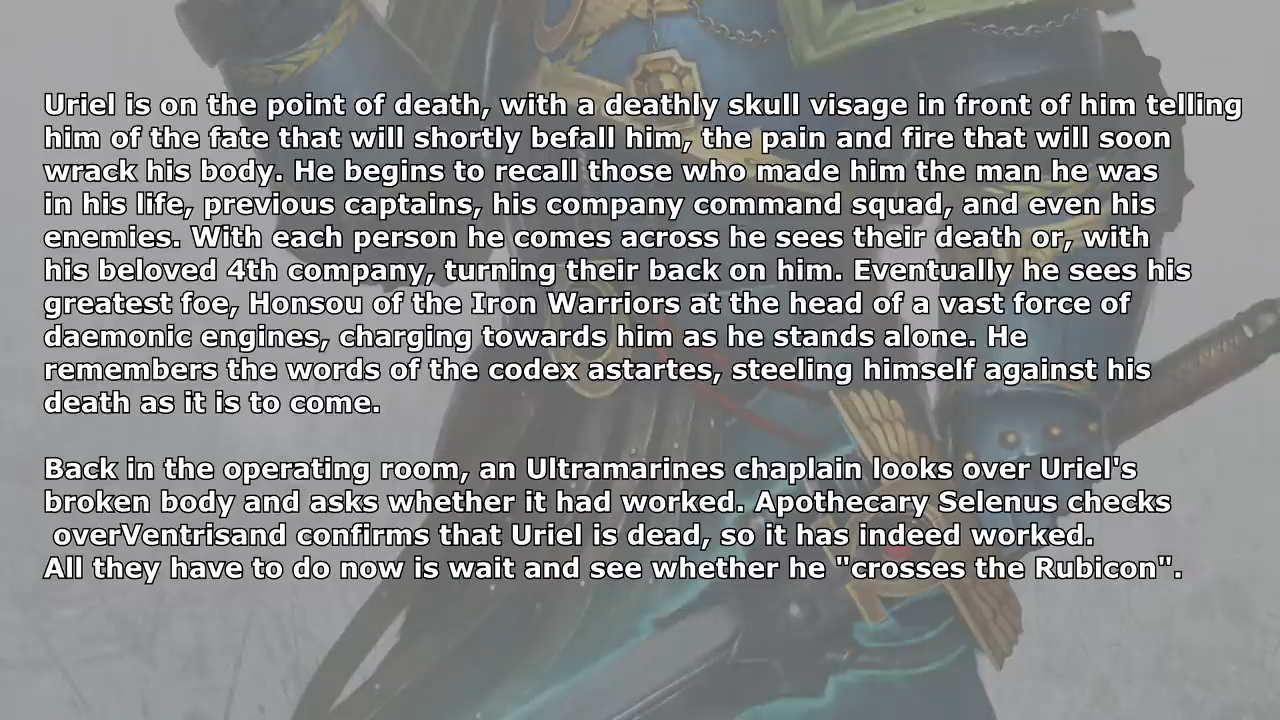 Uriel is on the point of death, with a deathly skull visage in front of him telling
him of the fate that will shortly befall him, the pain and fire that will soon
wrack his body. He begins to recall those who made him the man he was
in his life, previous captains, his company command squad, and even his
enemies. With each person he comes across he sees their death or, with
his beloved 4th company, turning their back on him. Eventually he sees his
greatest foe, Honsou of the Iron Warriors at the head of a vast force of
daemonic engines, charging towards him as he stands alone. He
remembers the words of the codex astartes, steeling himself against his
death as it is to come.
Back in the operating room, an Ultramarines chaplain looks over Uriel's
broken body and asks whether it had worked. Apothecary Selenus checks
overVentrisand confirms that Uriel is dead, so it has indeed worked.
All they have to do now is wait and see whether he "crosses the Rubicon".